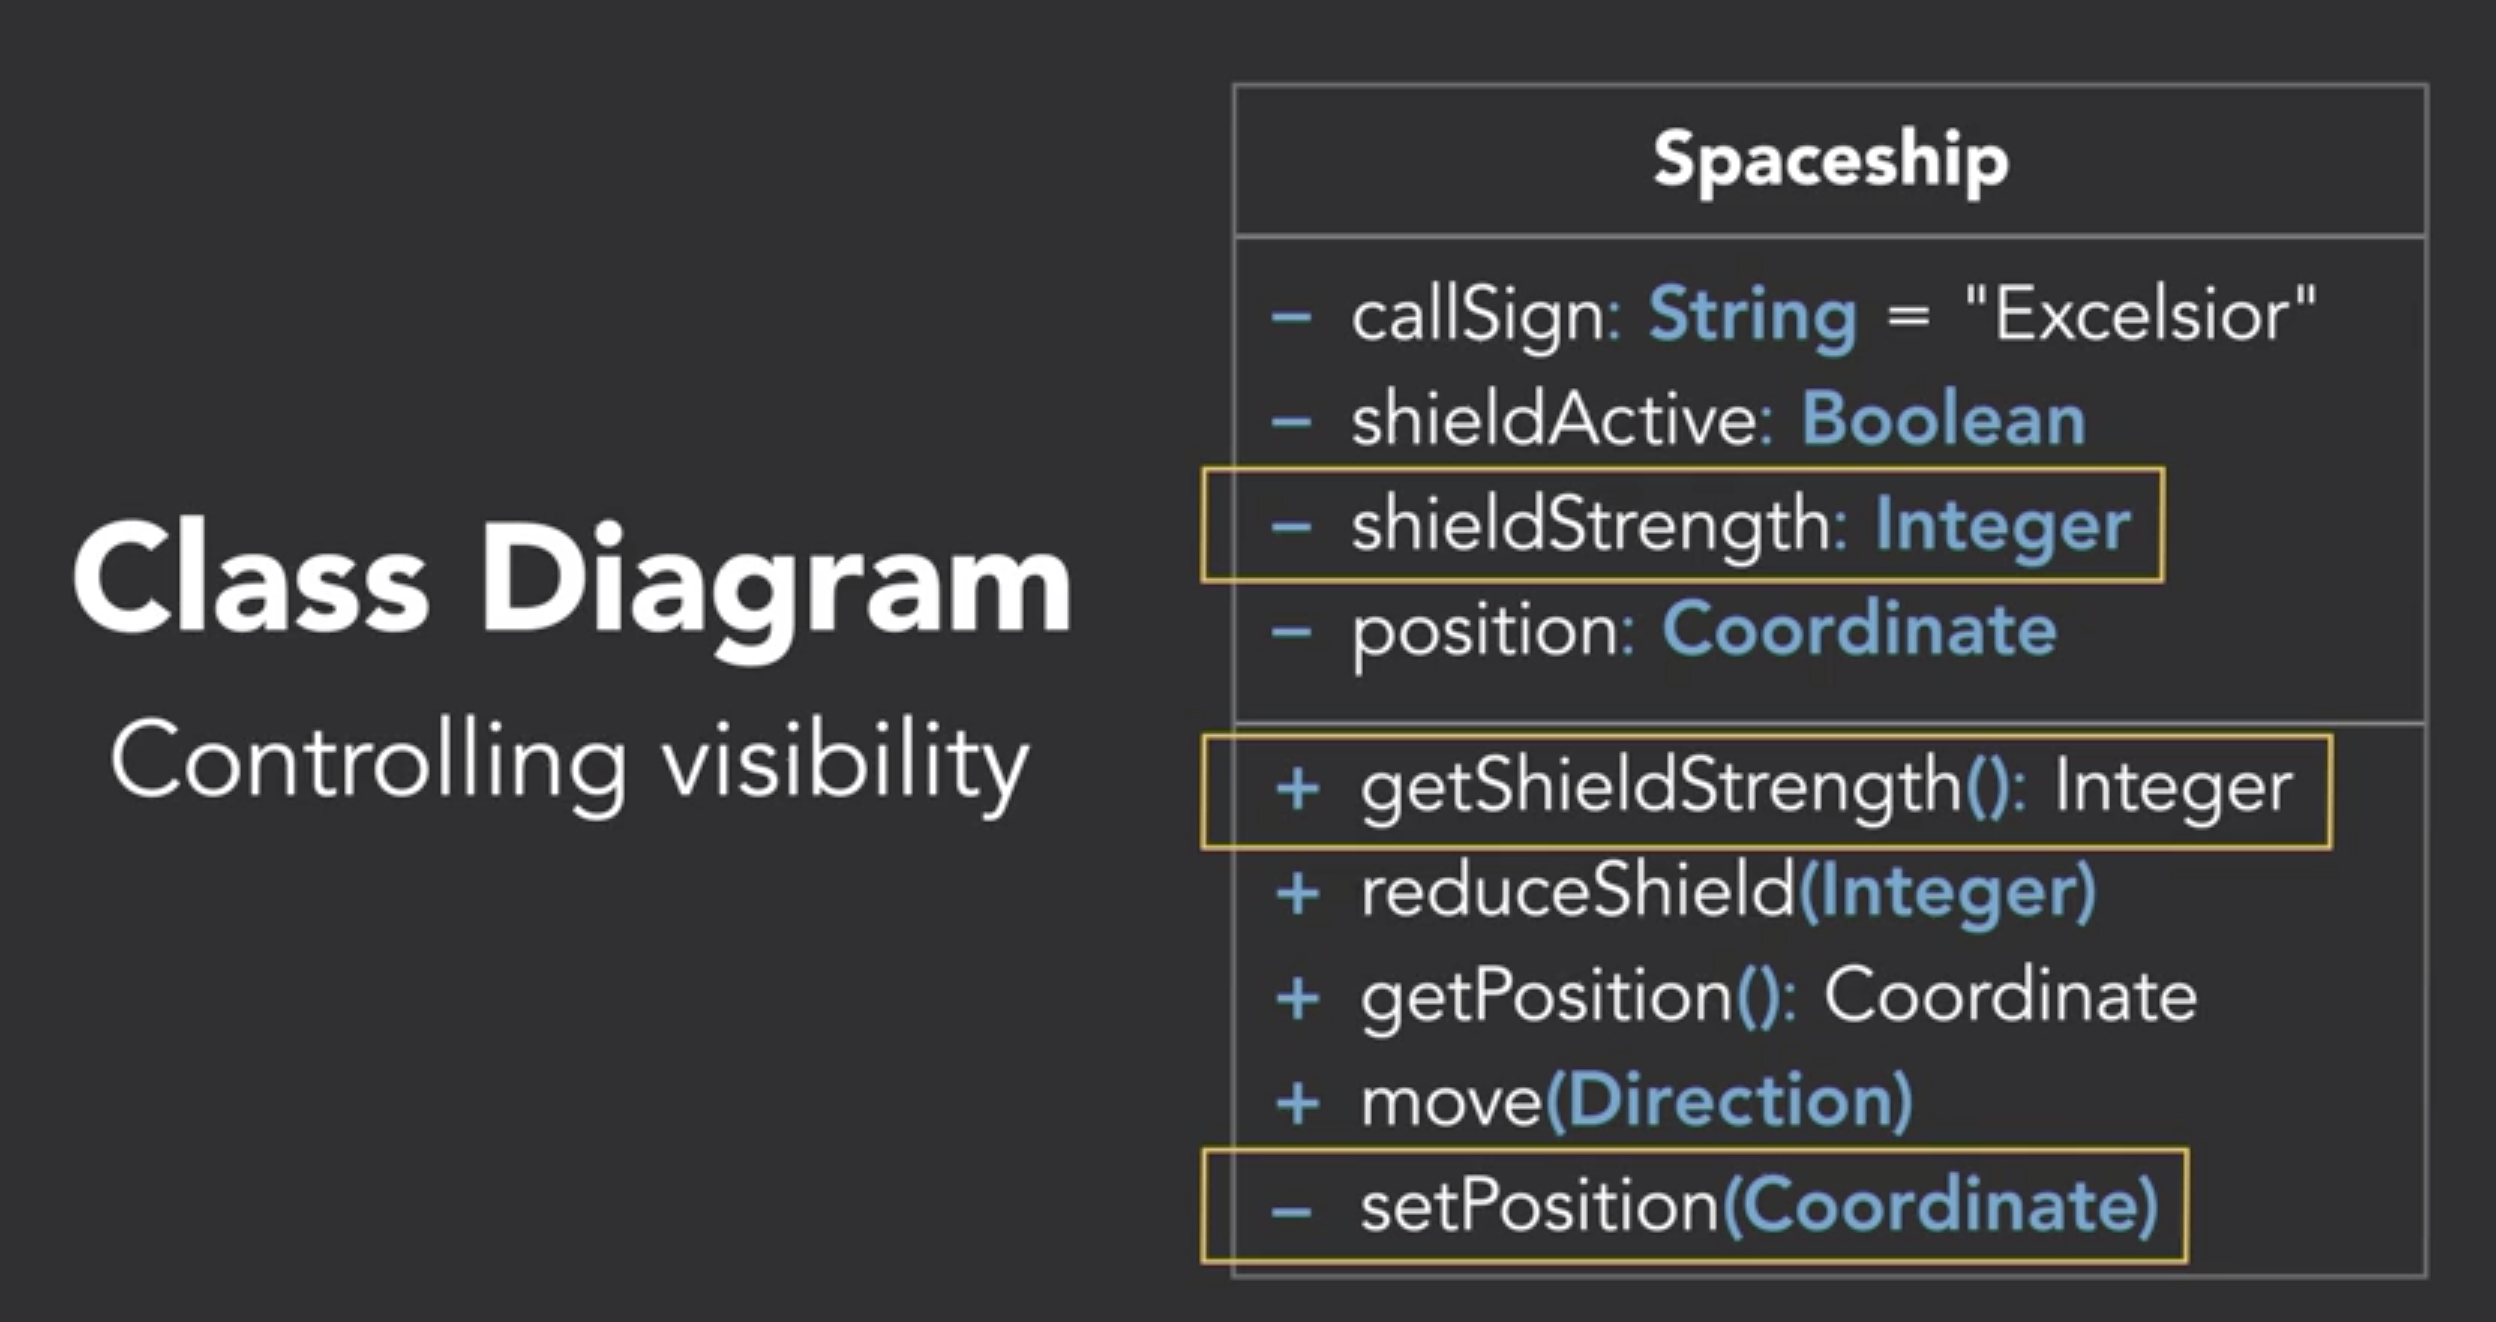 Class Diagram
Controlling visibility
Spaceship
– callSign: String = "Excelsior"
– shieldActive: Boolean
– shieldStrength: Integer
– position: Coordinate
+ getShieldStrength(): Integer
+ reduceShield(Integer)
+ getPosition(): Coordinate
+ move(Direction)
– setPosition(Coordinate)